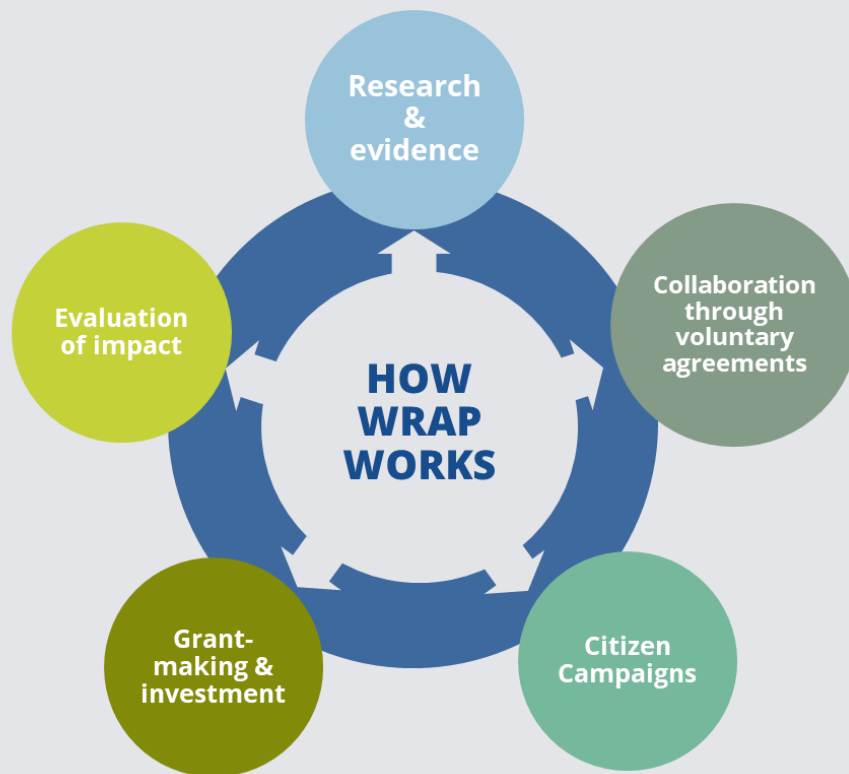 Research
&
evidence
Collaboration
through
voluntary
agreements
Citizen
Campaigns
Grant-
making &
investment
Evaluation
of impact
HOW
WRAP
WORKS